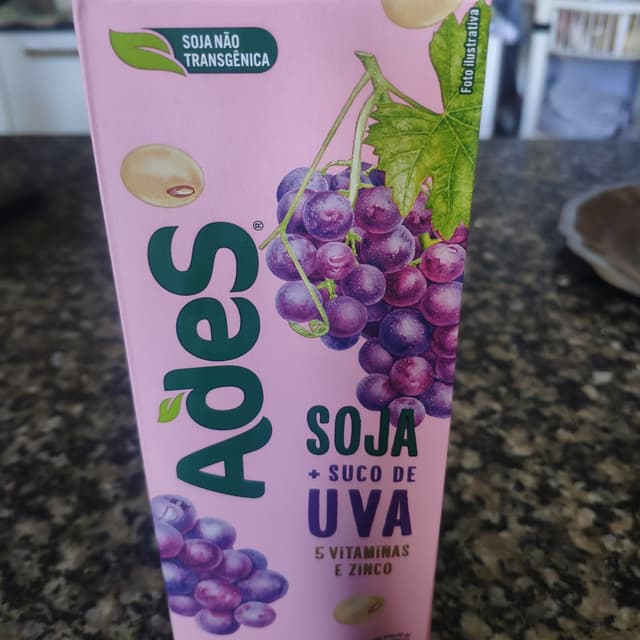 SOJA NÃO
TRANSGÊNICA
Foto ilustrativa
AdeS®
SOJA
+ SUCO DE
UVA
5 VITAMINAS
E ZINCO